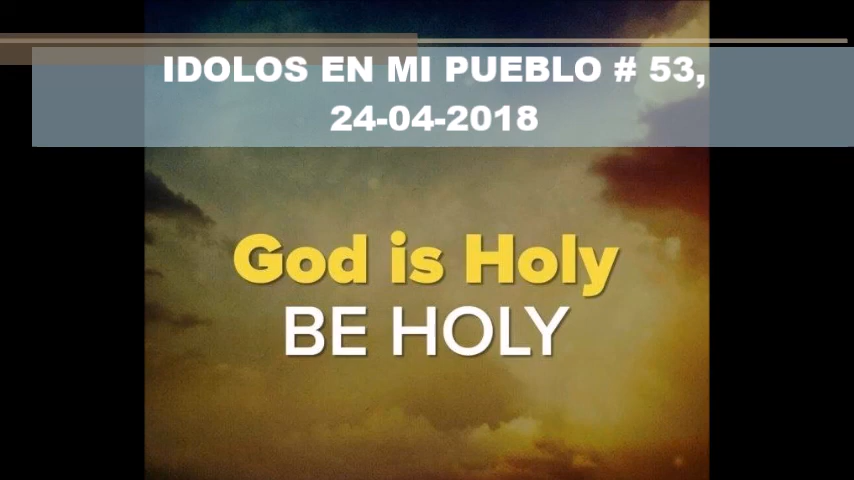 IDOLOS EN MI PUEBLO # 53,
24-04-2018
God is Holy
BE HOLY